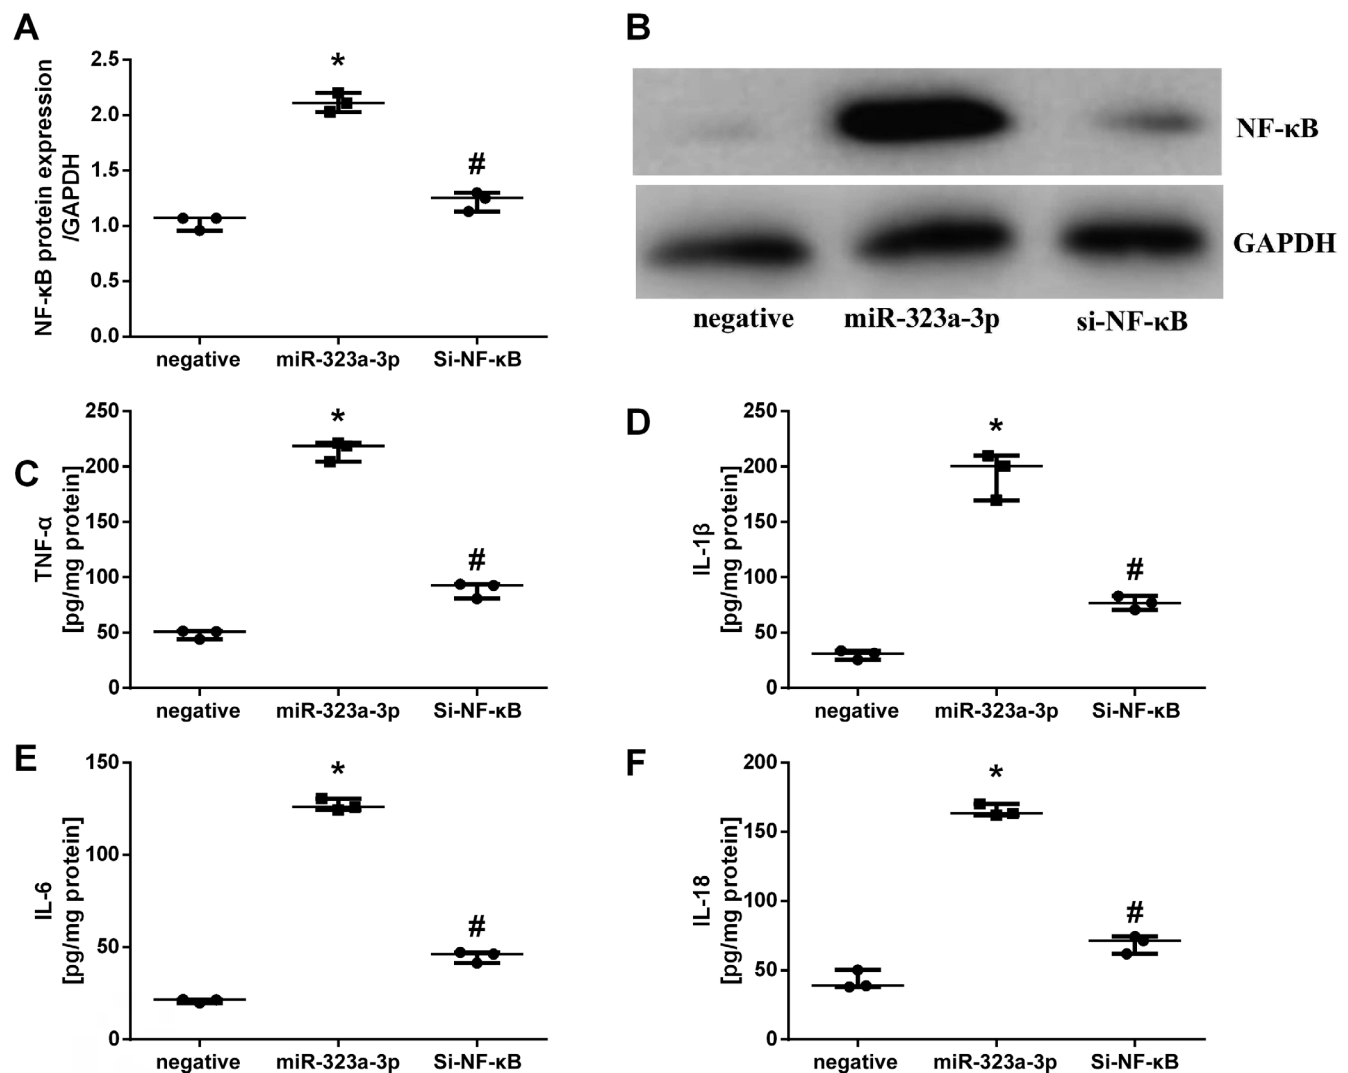 A
NF-κB protein expression
/GAPDH
2.5
2.0
1.5
1.0
0.5
0.0
*
#
negative
miR-323a-3p
Si-NF-κB
B
NF-κB
GAPDH
negative
miR-323a-3p
si-NF-κB
C
TNF-α
[pg/mg protein]
250
200
150
100
50
0
*
#
negative
miR-323a-3p
Si-NF-κB
D
IL-1β
[pg/mg protein]
250
200
150
100
50
0
*
#
negative
miR-323a-3p
Si-NF-κB
E
IL-6
[pg/mg protein]
150
100
50
0
*
#
negative
miR-323a-3p
Si-NF-κB
F
IL-18
[pg/mg protein]
200
150
100
50
0
*
#
negative
miR-323a-3p
Si-NF-κB